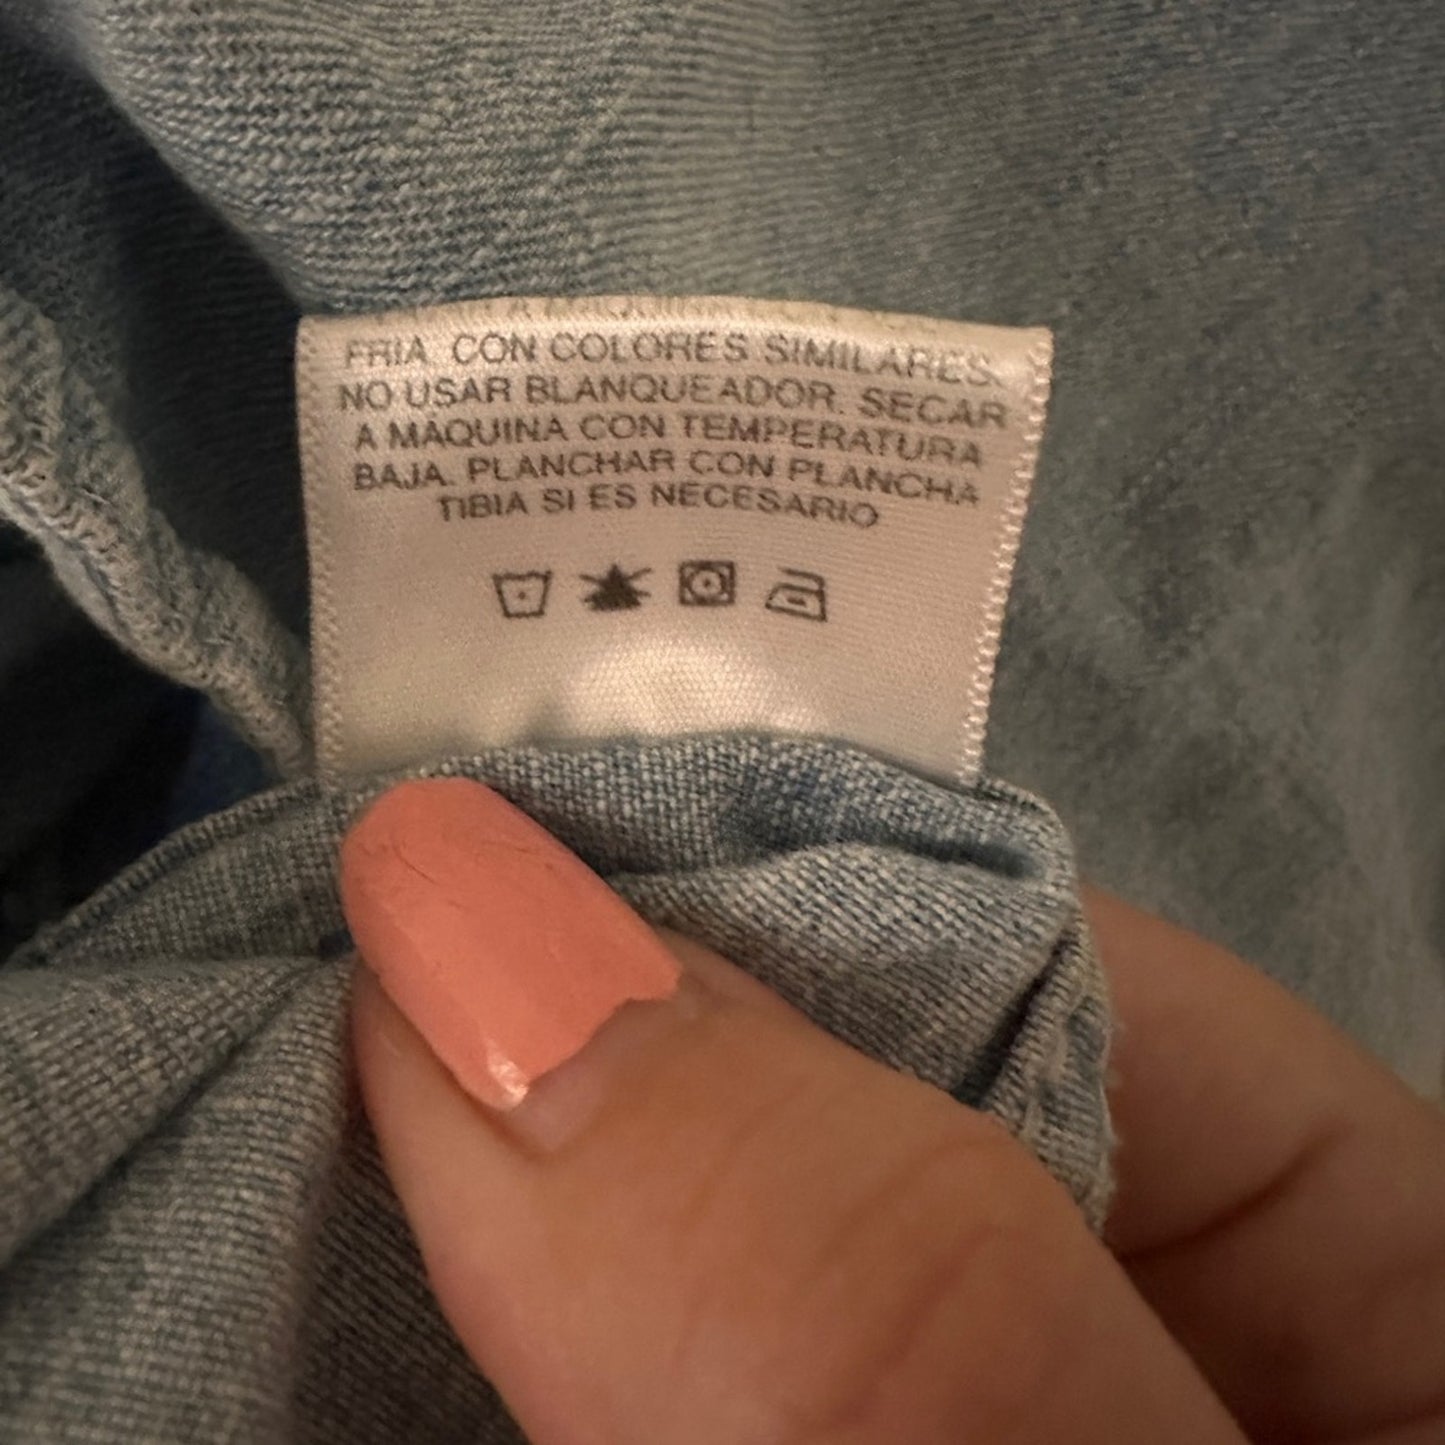 FRIA. CON COLORES SIMILARES.
NO USAR BLANQUEADOR. SECAR
A MAQUINA CON TEMPERATURA
BAJA. PLANCHAR CON PLANCHA
TIBIA SI ES NECESARIO